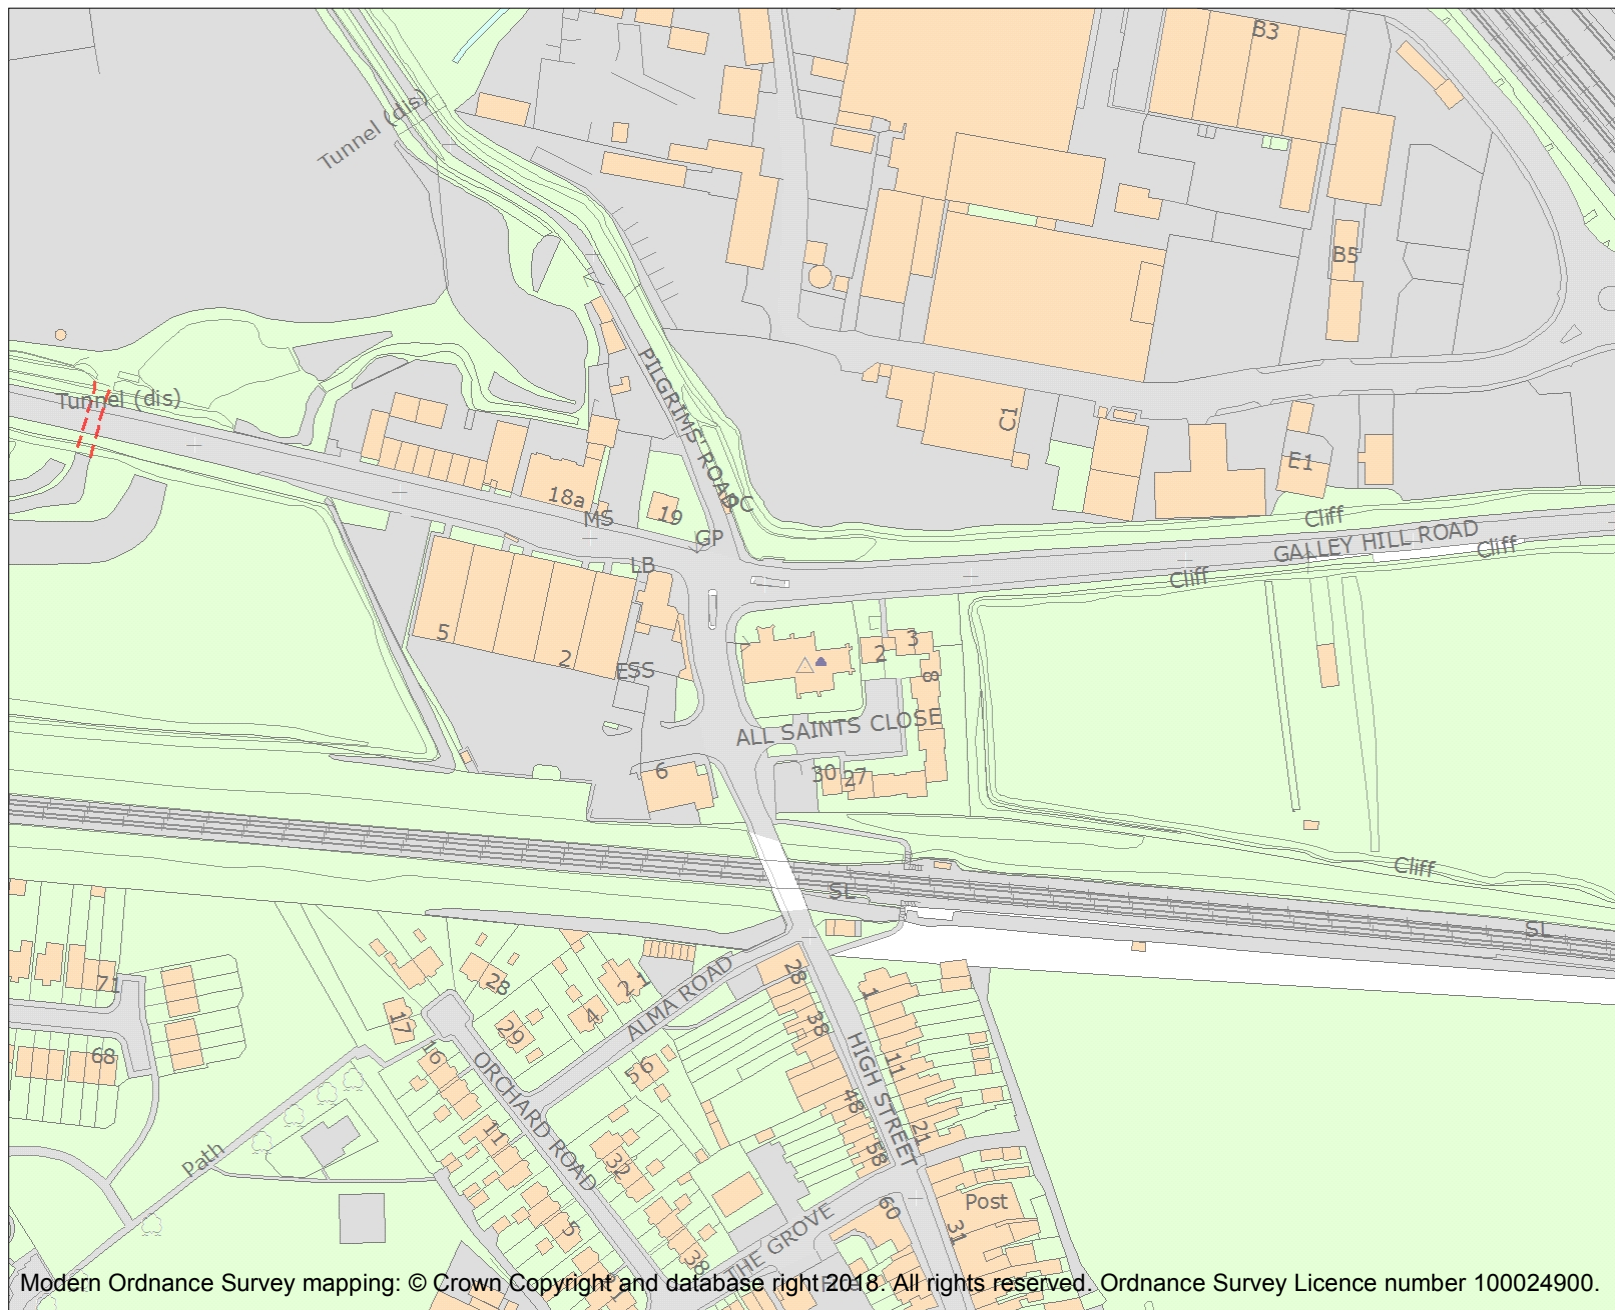 B3
Tunnel (dis)
B5
PILGRIMS' ROAD
Tunnel (dis)
C1
E1
18a
MS
19
GP
Cliff
GALLEY HILL ROAD
Cliff
LB
Cliff
5
2
ESS
2
3
8
ALL SAINTS CLOSE
6
30
27
Cliff
SL
SL
71
28
2
1
4
ALMA ROAD
28
1
17
29
38
HIGH STREET
11
68
16
5
6
ORCHARD ROAD
48
21
11
58
Path
32
60
Post
31
5
38
THE GROVE
Modern Ordnance Survey mapping: © Crown Copyright and database right 2018. All rights reserved. Ordnance Survey Licence number 100024900.